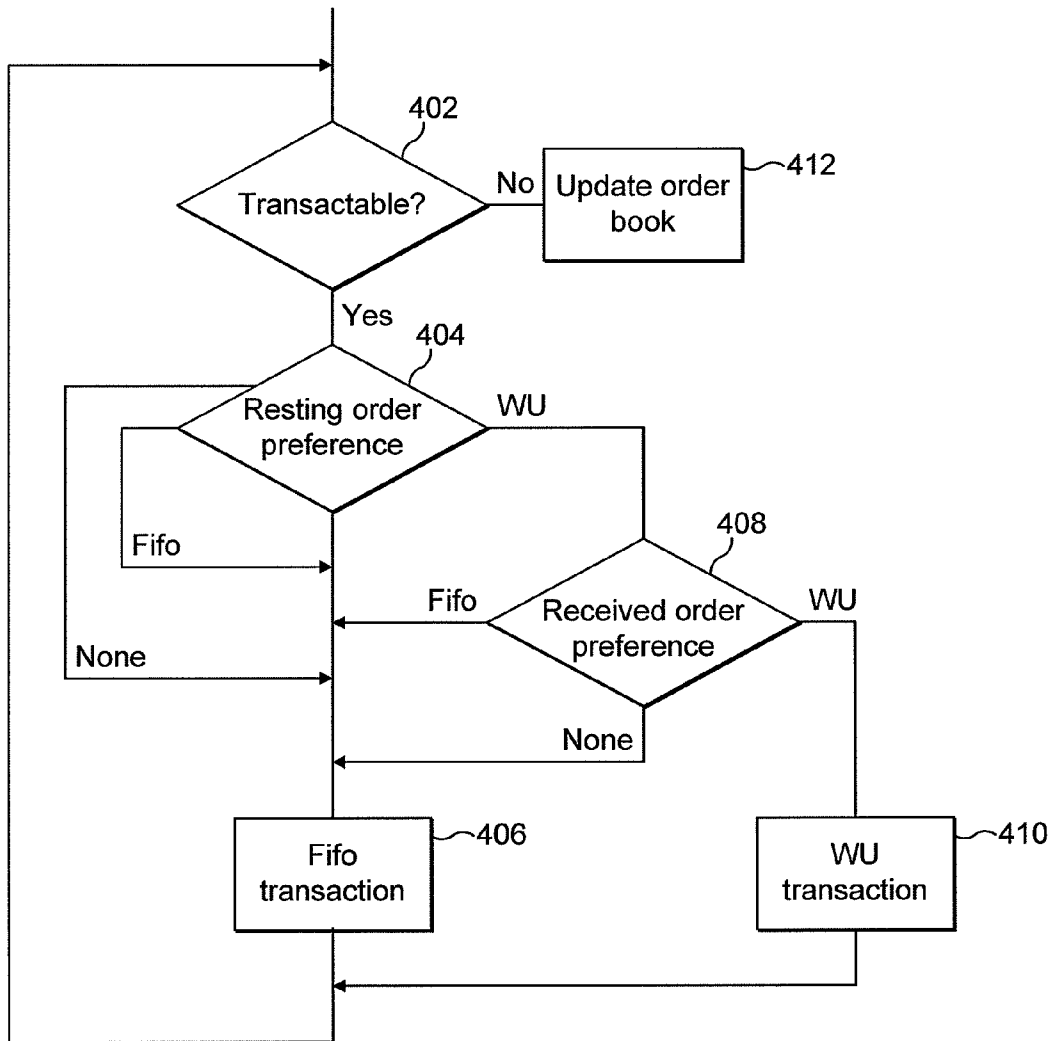 402
Transactable?
No
Update order
book
412
Yes
404
Resting order
preference
WU
Fifo
408
Fifo
Received order
preference
WU
None
None
Fifo
transaction
406
WU
transaction
410